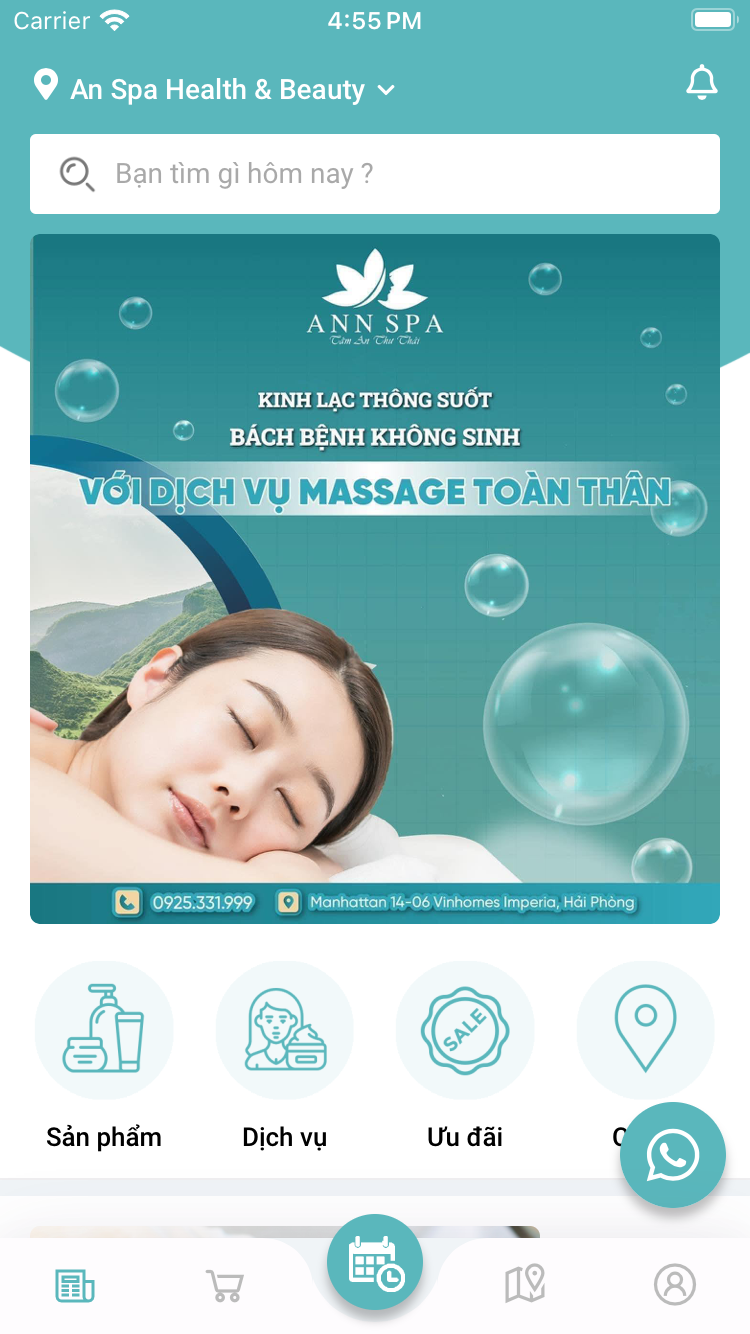 Carrier 4:55 PM
An Spa Health & Beauty
Bạn tìm gì hôm nay ?
ANN SPA
Tâm An Thư Thái
KINH LẠC THÔNG SUỐT
BÁCH BỆNH KHÔNG SINH
VỚI DỊCH VỤ MASSAGE TOÀN THÂN
0925.331.999 Manhattan 14-06 Vinhomes Imperia, Hải Phòng
SALE
Sản phẩm Dịch vụ Ưu đãi